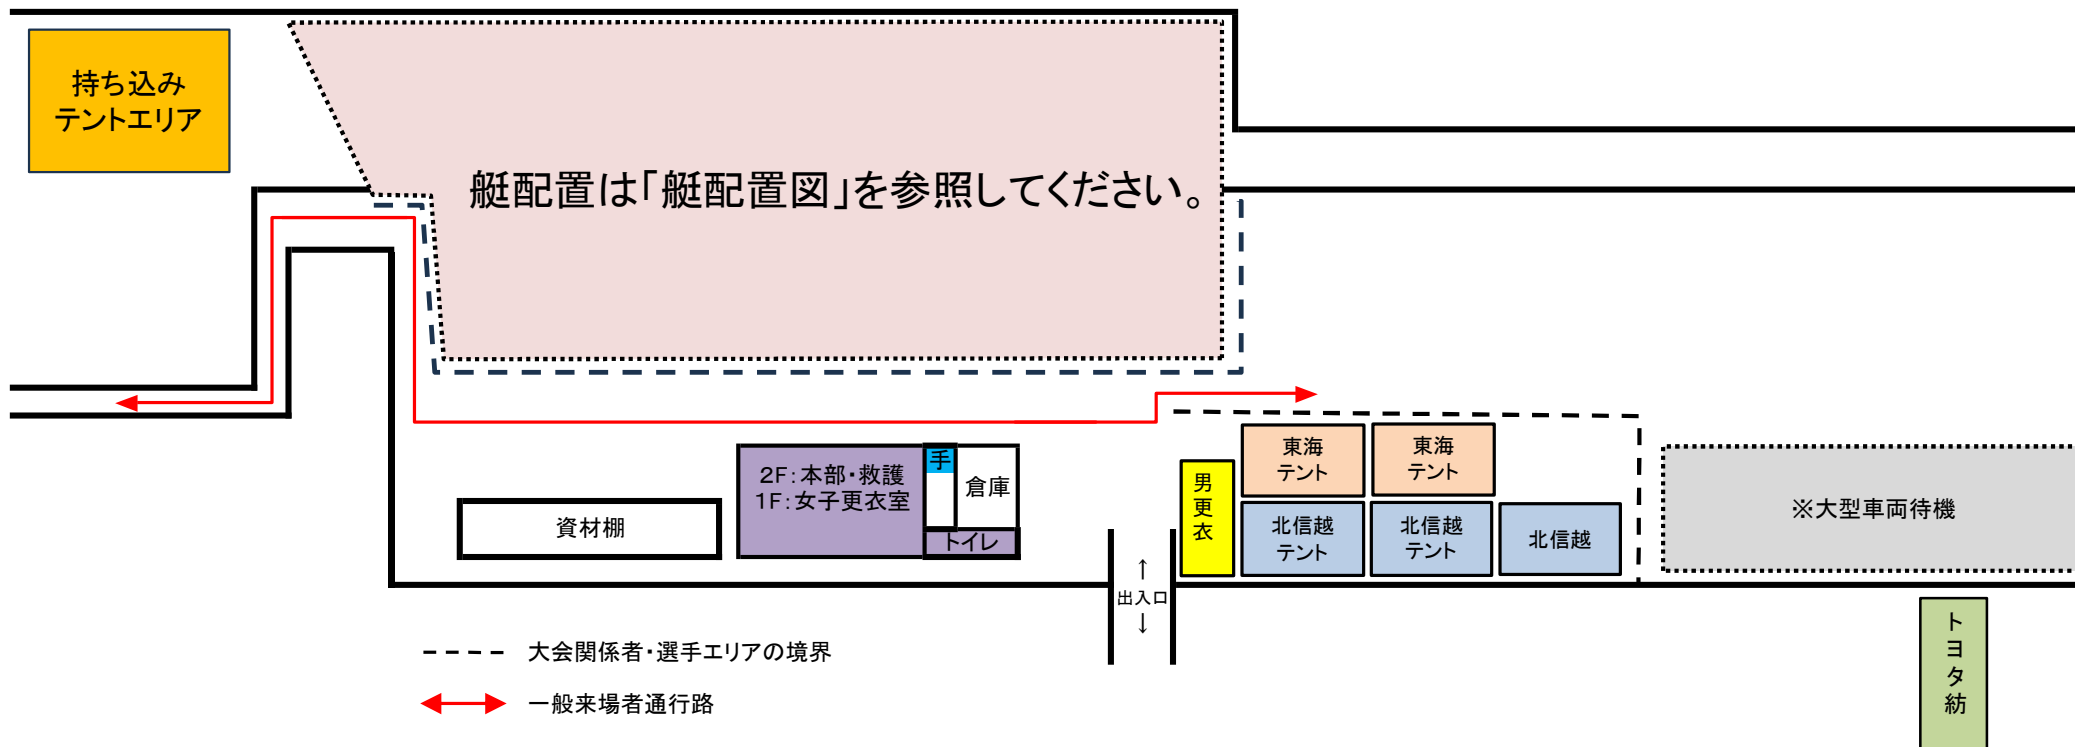 持ち込み
テントエリア
艇配置は「艇配置図」を参照してください。
2F：本部・救護
1F：女子更衣室
手
倉庫
トイレ
資材棚
男更衣
東海
テント
東海
テント
北信越
テント
北信越
テント
北信越
※大型車両待機
↑
出入口
↓
トヨタ紡
大会関係者・選手エリアの境界
一般来場者通行路